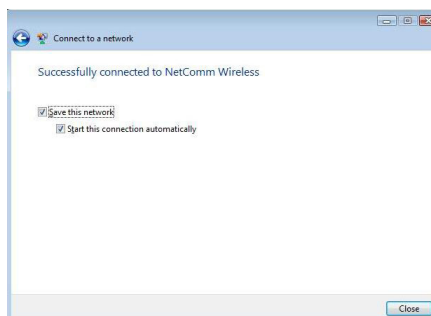 Connect to a network
Successfully connected to NetComm Wireless
Save this network
Start this connection automatically
Close